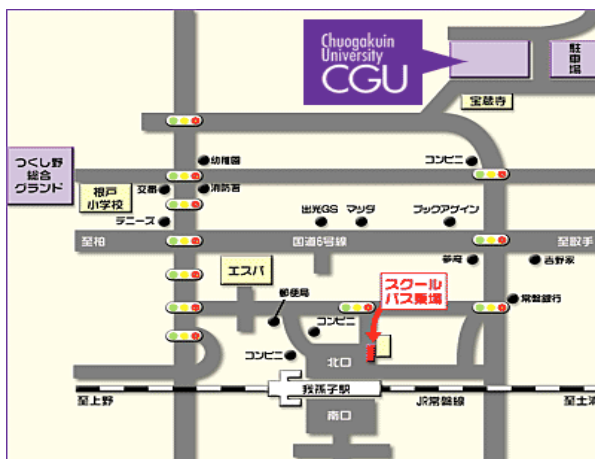 Chuogakuin
University
CGU
駐車場
宝蔵寺
つくし野
総合
グランド
幼稚園
コンビニ
根戸
小学校
交番
消防署
デニーズ
出光GS
マツダ
ブックアゲイン
至柏
国道6号線
至取手
夢庵
吉野家
エスパ
スクール
バス乗場
郵便局
常盤銀行
コンビニ
コンビニ
北口
我孫子駅
至上野
JR常磐線
至土浦
南口